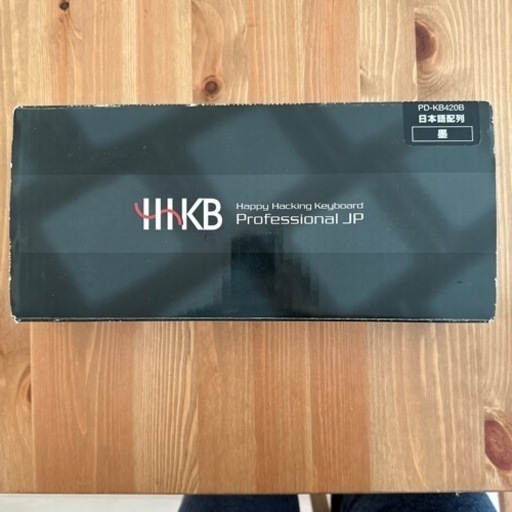 PD-KB420B
日本語配列
墨
HHKB
Happy Hacking Keyboard
Professional JP